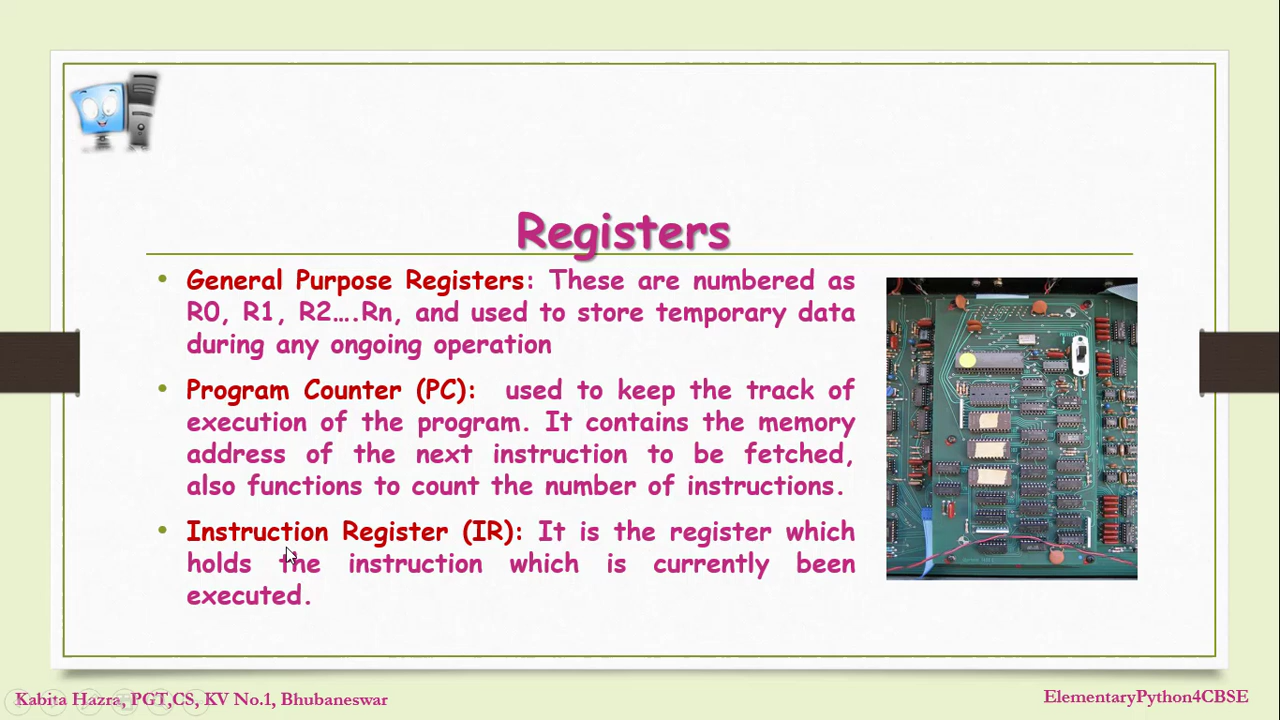 Registers
General Purpose Registers: These are numbered as
R0, R1, R2….Rn, and used to store temporary data
during any ongoing operation
Program Counter (PC): used to keep the track of
execution of the program. It contains the memory
address of the next instruction to be fetched,
also functions to count the number of instructions.
Instruction Register (IR): It is the register which
holds the instruction which is currently been
executed.
Kabita Hazra, PGT,CS, KV No.1, Bhubaneswar
ElementaryPython4CBSE